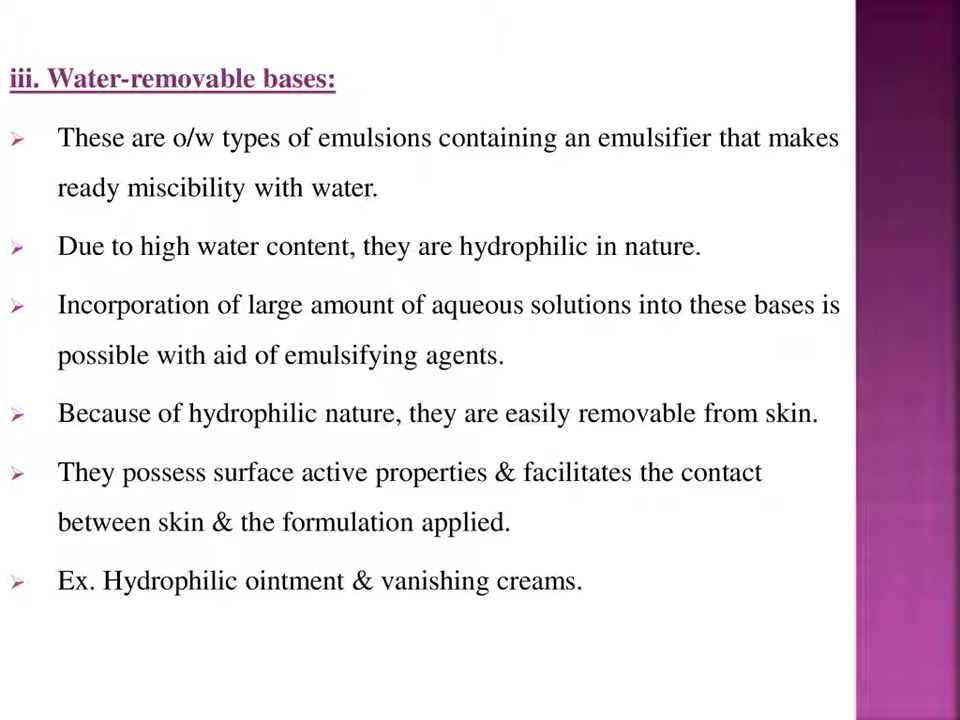 iii. Water-removable bases:
➢ These are o/w types of emulsions containing an emulsifier that makes
ready miscibility with water.
➢ Due to high water content, they are hydrophilic in nature.
➢ Incorporation of large amount of aqueous solutions into these bases is
possible with aid of emulsifying agents.
➢ Because of hydrophilic nature, they are easily removable from skin.
➢ They possess surface active properties & facilitates the contact
between skin & the formulation applied.
➢ Ex. Hydrophilic ointment & vanishing creams.